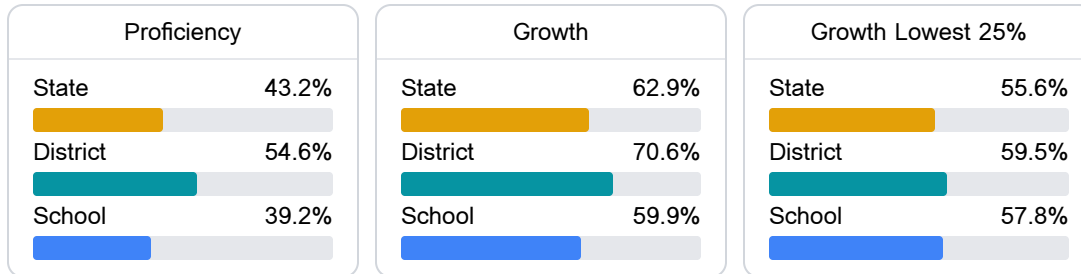 Proficiency
State 43.2%
District 54.6%
School 39.2%
Growth
State 62.9%
District 70.6%
School 59.9%
Growth Lowest 25%
State 55.6%
District 59.5%
School 57.8%